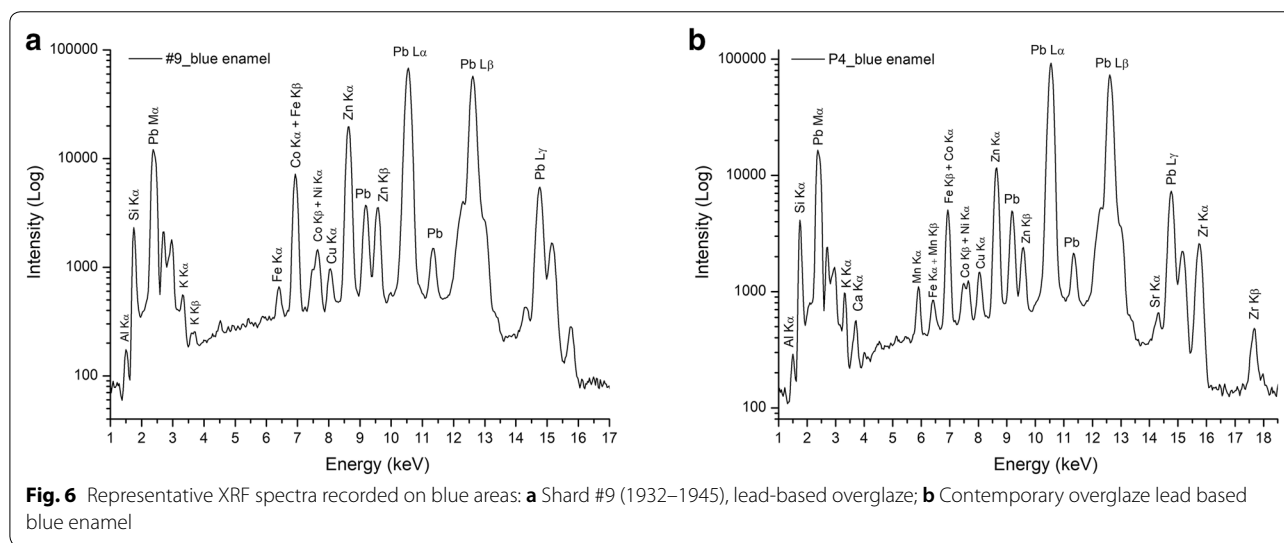 a
#9_blue enamel
100000
10000
1000
100
Intensity (Log)
Al Kα
Si Kα
Pb Mα
K Kα
K Kβ
Fe Kα
Co Kα + Fe Kβ
Co Kβ + Ni Kα
Cu Kα
Zn Kα
Pb
Zn Kβ
Pb Lα
Pb
Pb Lβ
Pb Lγ
1 2 3 4 5 6 7 8 9 10 11 12 13 14 15 16 17
Energy (keV)
b
P4_blue enamel
100000
10000
1000
100
Intensity (Log)
Al Kα
Si Kα
Pb Mα
K Kα
Ca Kα
Mn Kα
Fe Kα + Mn Kβ
Fe Kβ + Co Kα
Co Kβ + Ni Kα
Cu Kα
Zn Kα
Pb
Zn Kβ
Pb Lα
Pb
Pb Lβ
Sr Kα
Pb Lγ
Zr Kα
Zr Kβ
1 2 3 4 5 6 7 8 9 10 11 12 13 14 15 16 17 18
Energy (keV)
Fig. 6 Representative XRF spectra recorded on blue areas: a Shard #9 (1932–1945), lead-based overglaze; b Contemporary overglaze lead based
blue enamel